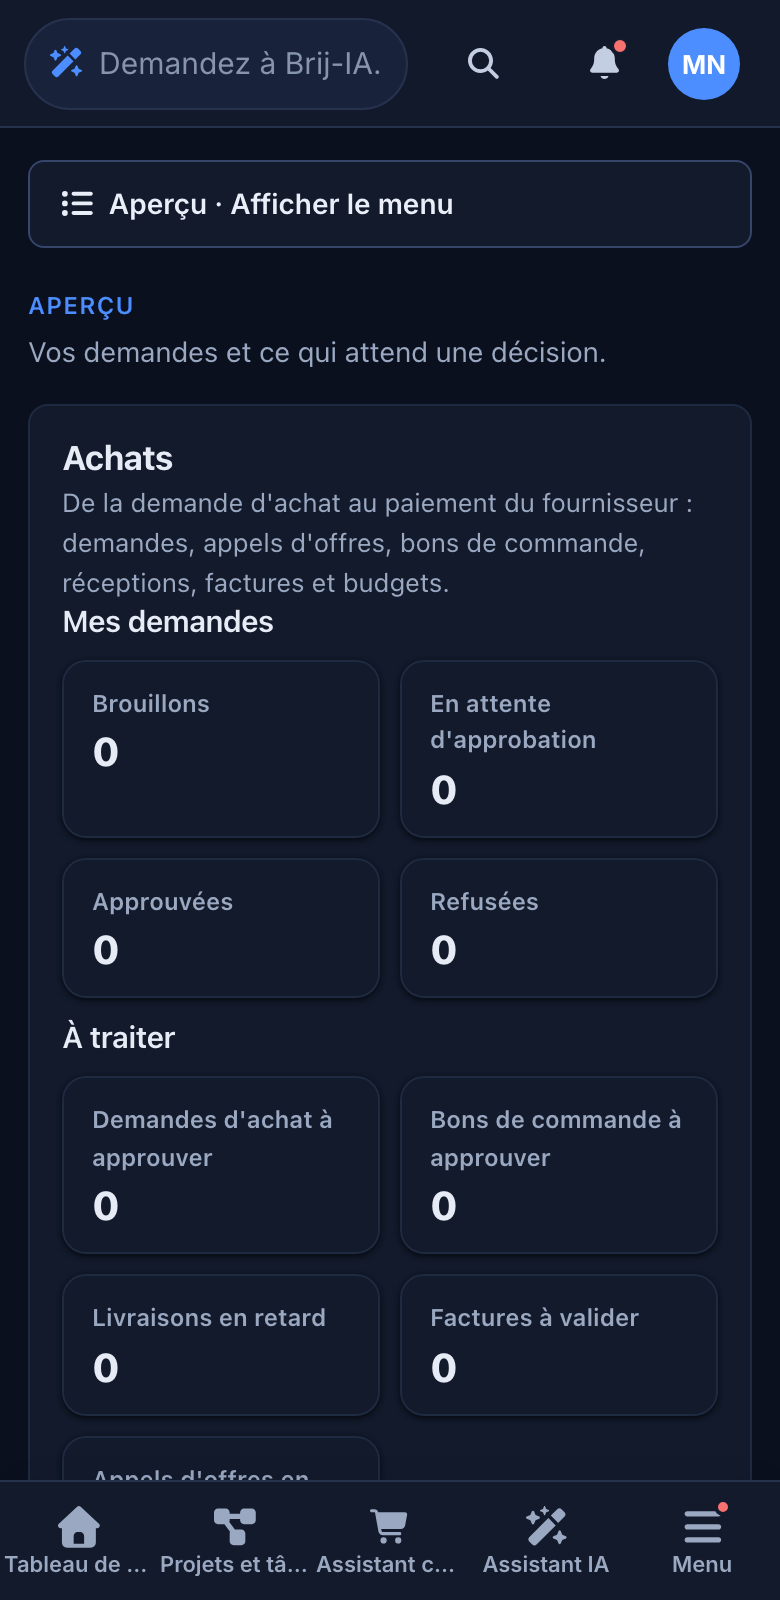 Demandez à Brij-IA.
MN
Aperçu · Afficher le menu
APERÇU
Vos demandes et ce qui attend une décision.
Achats
De la demande d'achat au paiement du fournisseur :
demandes, appels d'offres, bons de commande,
réceptions, factures et budgets.
Mes demandes
Brouillons
0
En attente
d'approbation
0
Approuvées
0
Refusées
0
À traiter
Demandes d'achat à
approuver
0
Bons de commande à
approuver
0
Livraisons en retard
0
Factures à valider
0
Appels d'offres en
Tableau de ...
Projets et tâ...
Assistant c...
Assistant IA
Menu